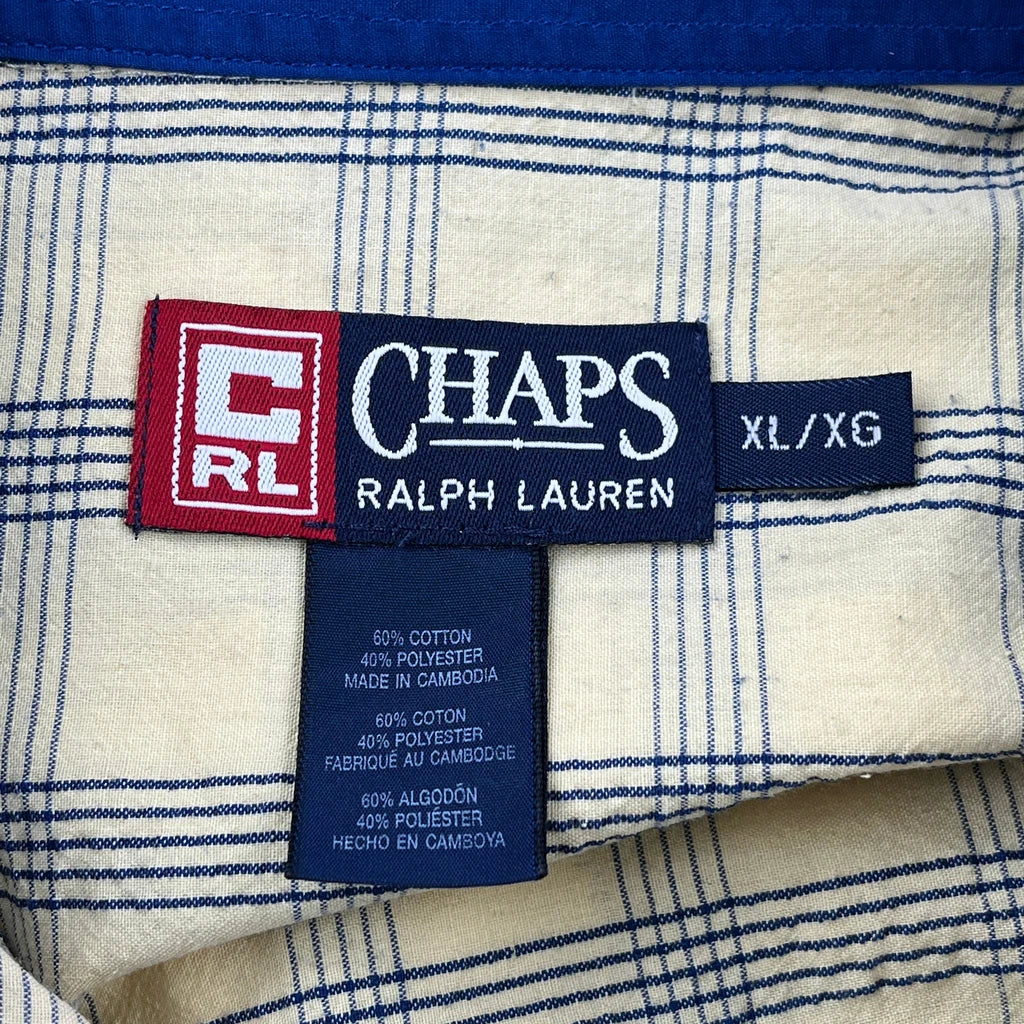 C
RL
CHAPS
RALPH LAUREN
XL/XG
60% COTTON
40% POLYESTER
MADE IN CAMBODIA
60% COTON
40% POLYESTER
FABRIQUÉ AU CAMBODGE
60% ALGODÓN
40% POLIÉSTER
HECHO EN CAMBOYA